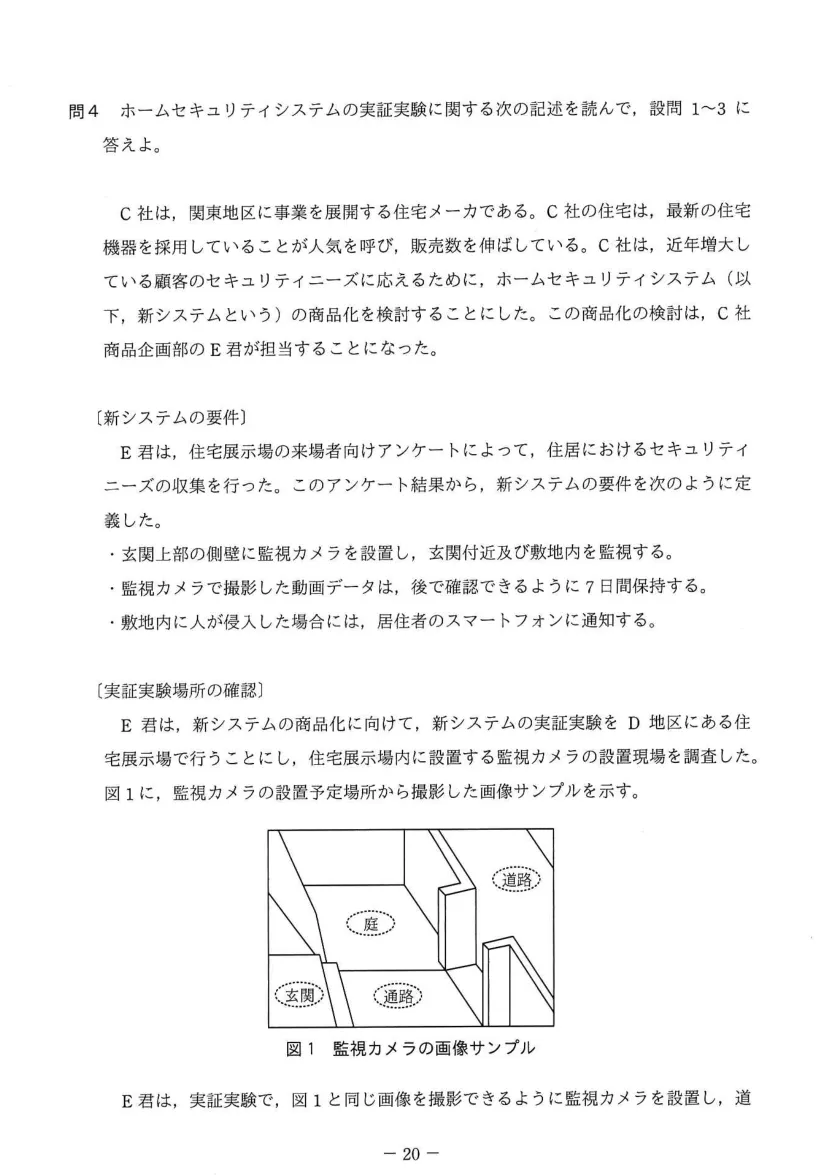 問4 ホームセキュリティシステムの実証実験に関する次の記述を読んで，設問 1～3 に
答えよ。
C 社は，関東地区に事業を展開する住宅メーカである。C 社の住宅は，最新の住宅
機器を採用していることが人気を呼び，販売数を伸ばしている。C 社は，近年増大し
ている顧客のセキュリティニーズに応えるために，ホームセキュリティシステム（以
下，新システムという）の商品化を検討することにした。この商品化の検討は，C 社
商品企画部の E 君が担当することになった。
〔新システムの要件〕
E 君は，住宅展示場の来場者向けアンケートによって，住居におけるセキュリティ
ニーズの収集を行った。このアンケート結果から，新システムの要件を次のように定
義した。
・玄関上部の側壁に監視カメラを設置し，玄関付近及び敷地内を監視する。
・監視カメラで撮影した動画データは，後で確認できるように 7 日間保持する。
・敷地内に人が侵入した場合には，居住者のスマートフォンに通知する。
〔実証実験場所の確認〕
E 君は，新システムの商品化に向けて，新システムの実証実験を D 地区にある住
宅展示場で行うことにし，住宅展示場内に設置する監視カメラの設置現場を調査した。
図 1 に，監視カメラの設置予定場所から撮影した画像サンプルを示す。
道路
庭
玄関
通路
図 1 監視カメラの画像サンプル
E 君は，実証実験で，図 1 と同じ画像を撮影できるように監視カメラを設置し，道
－ 20 －